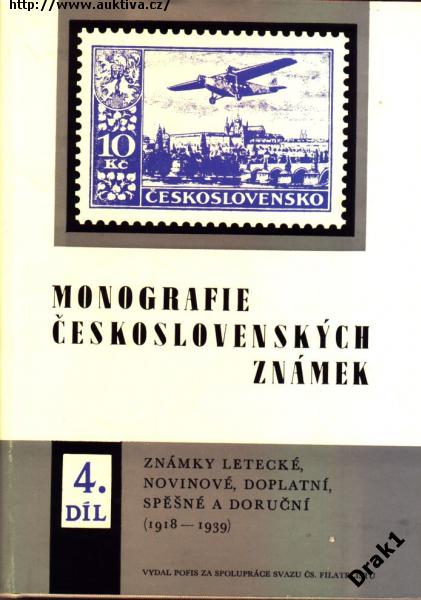 http://www.auktiva.cz/
10
Kč
ČESKOSLOVENSKO
MONOGRAFIE
ČESKOSLOVENSKÝCH
ZNÁMEK
4.
DÍL
ZNÁMKY LETECKÉ,
NOVINOVÉ, DOPLATNÍ,
SPĚŠNÉ A DORUČNÍ
(1918—1939)
VYDAL POFIS ZA SPOLUPRÁCE SVAZU ČS. FILATELISTŮ
Drak1